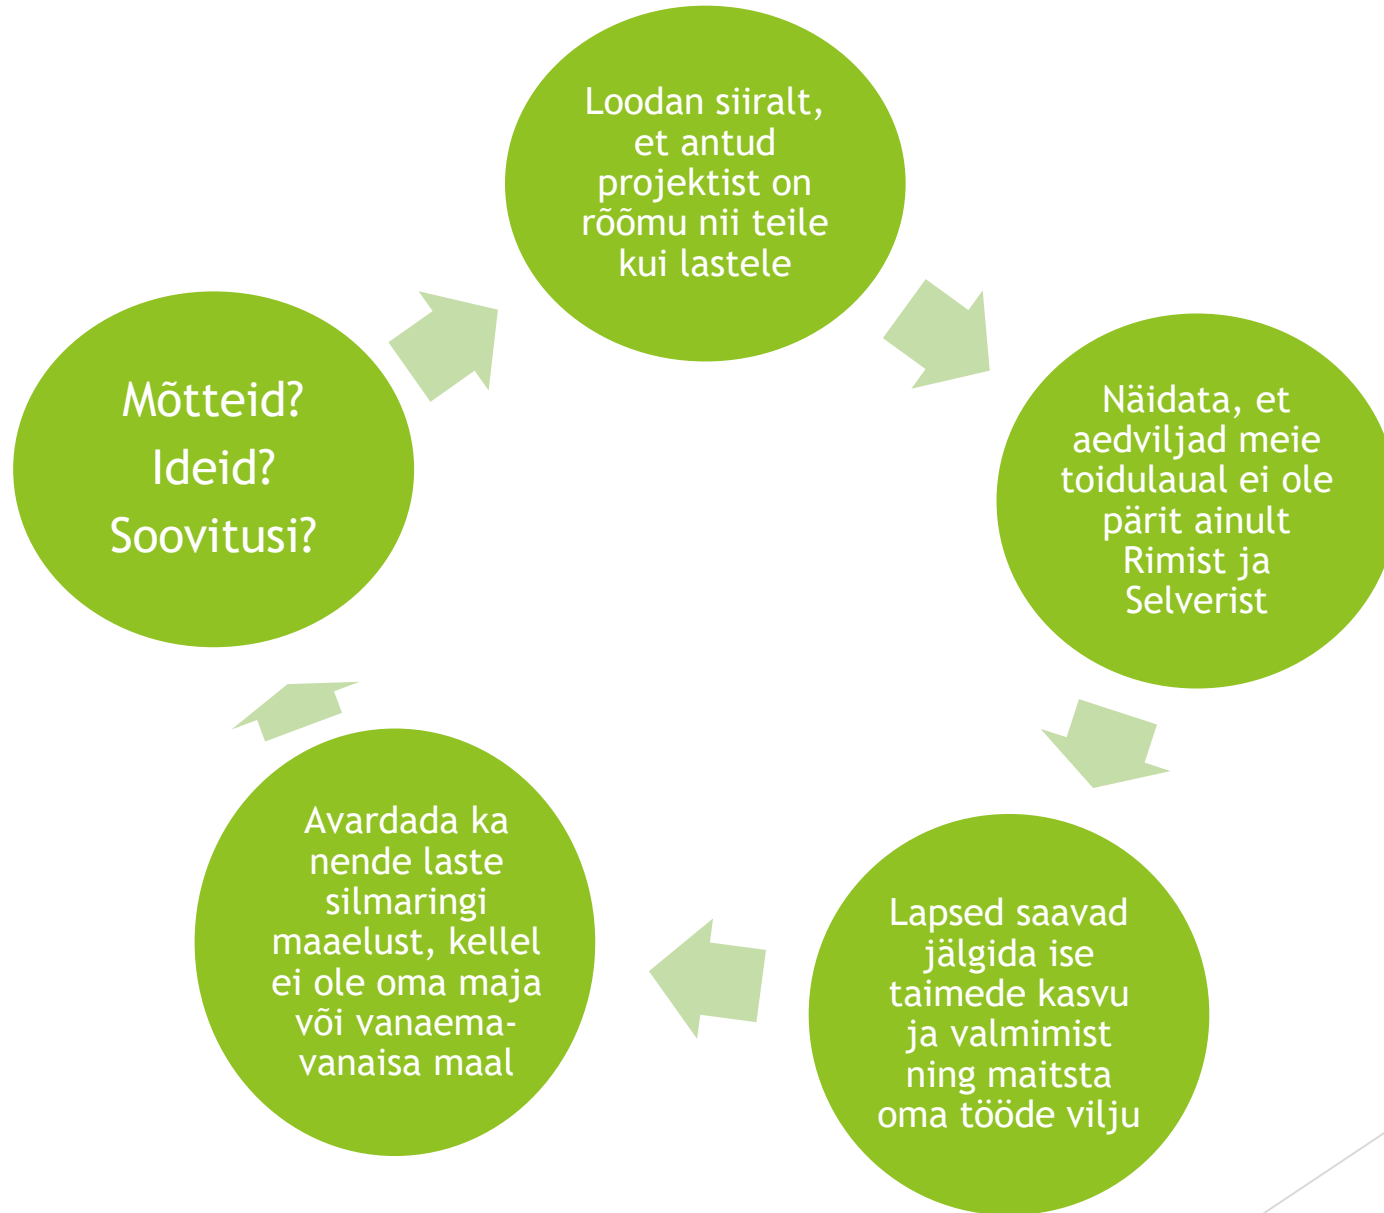 Loodan siiralt,
et antud
projektist on
rõõmu nii teile
kui lastele
Näidata, et
aedviljad meie
toidulaual ei ole
pärit ainult
Rimist ja
Selverist
Lapsed saavad
jälgida ise
taimede kasvu
ja valmimist
ning maitsta
oma tööde vilju
Avardada ka
nende laste
silmaringi
maaelust, kellel
ei ole oma maja
või vanaema-
vanaisa maal
Mõtteid?
Ideid?
Soovitusi?